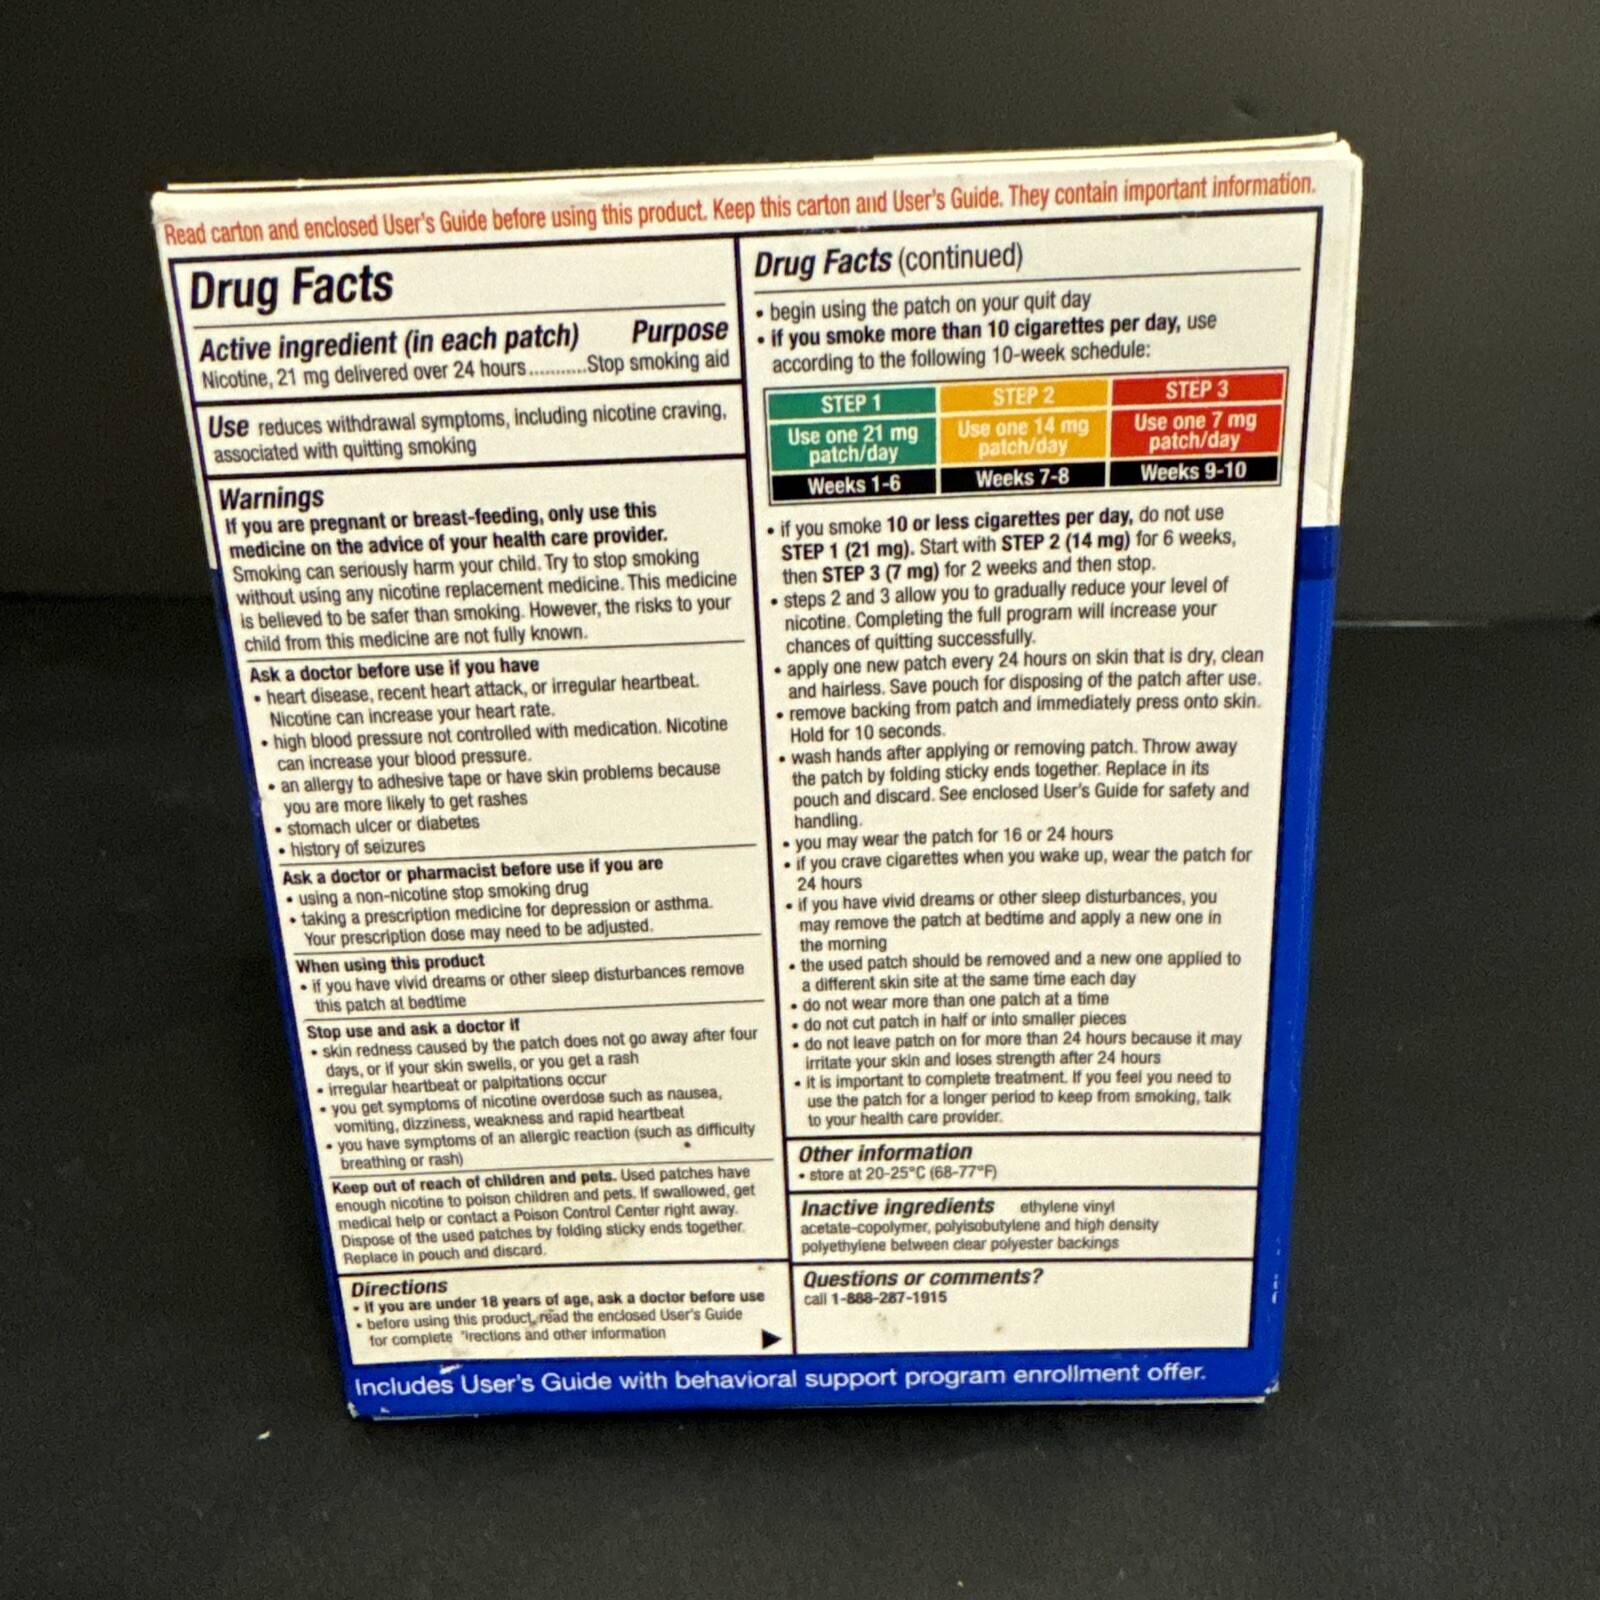 Read carton and enclosed User's Guide before using this product. Keep this carton and User's Guide. They contain important information.
Drug Facts
Active ingredient (in each patch) Purpose
Nicotine, 21 mg delivered over 24 hours...........Stop smoking aid
Use reduces withdrawal symptoms, including nicotine craving,
associated with quitting smoking
Warnings
If you are pregnant or breast-feeding, only use this
medicine on the advice of your health care provider.
Smoking can seriously harm your child. Try to stop smoking
without using any nicotine replacement medicine. This medicine
is believed to be safer than smoking. However, the risks to your
child from this medicine are not fully known.
Ask a doctor before use if you have
• heart disease, recent heart attack, or irregular heartbeat.
Nicotine can increase your heart rate.
• high blood pressure not controlled with medication. Nicotine
can increase your blood pressure.
• an allergy to adhesive tape or have skin problems because
you are more likely to get rashes
• stomach ulcer or diabetes
• history of seizures
Ask a doctor or pharmacist before use if you are
• using a non-nicotine stop smoking drug
• taking a prescription medicine for depression or asthma.
Your prescription dose may need to be adjusted.
When using this product
• if you have vivid dreams or other sleep disturbances remove
this patch at bedtime
Stop use and ask a doctor if
• skin redness caused by the patch does not go away after four
days, or if your skin swells, or you get a rash
• irregular heartbeat or palpitations occur
• you get symptoms of nicotine overdose such as nausea,
vomiting, dizziness, weakness and rapid heartbeat
• you have symptoms of an allergic reaction (such as difficulty
breathing or rash)
Keep out of reach of children and pets. Used patches have
enough nicotine to poison children and pets. If swallowed, get
medical help or contact a Poison Control Center right away.
Dispose of the used patches by folding sticky ends together.
Replace in pouch and discard.
Directions
• if you are under 18 years of age, ask a doctor before use
• before using this product, read the enclosed User's Guide
for complete irections and other information
Drug Facts (continued)
• begin using the patch on your quit day
• if you smoke more than 10 cigarettes per day, use
according to the following 10-week schedule:
STEP 1 STEP 2 STEP 3
Use one 21 mg Use one 14 mg Use one 7 mg
patch/day patch/day patch/day
Weeks 1-6 Weeks 7-8 Weeks 9-10
• if you smoke 10 or less cigarettes per day, do not use
STEP 1 (21 mg). Start with STEP 2 (14 mg) for 6 weeks,
then STEP 3 (7 mg) for 2 weeks and then stop.
• steps 2 and 3 allow you to gradually reduce your level of
nicotine. Completing the full program will increase your
chances of quitting successfully.
• apply one new patch every 24 hours on skin that is dry, clean
and hairless. Save pouch for disposing of the patch after use.
• remove backing from patch and immediately press onto skin.
Hold for 10 seconds.
• wash hands after applying or removing patch. Throw away
the patch by folding sticky ends together. Replace in its
pouch and discard. See enclosed User's Guide for safety and
handling.
• you may wear the patch for 16 or 24 hours
• if you crave cigarettes when you wake up, wear the patch for
24 hours
• if you have vivid dreams or other sleep disturbances, you
may remove the patch at bedtime and apply a new one in
the morning
• the used patch should be removed and a new one applied to
a different skin site at the same time each day
• do not wear more than one patch at a time
• do not cut patch in half or into smaller pieces
• do not leave patch on for more than 24 hours because it may
irritate your skin and loses strength after 24 hours
• it is important to complete treatment. If you feel you need to
use the patch for a longer period to keep from smoking, talk
to your health care provider.
Other information
• store at 20-25°C (68-77°F)
Inactive ingredients ethylene vinyl
acetate-copolymer, polyisobutylene and high density
polyethylene between clear polyester backings
Questions or comments?
call 1-888-287-1915
Includes User's Guide with behavioral support program enrollment offer.